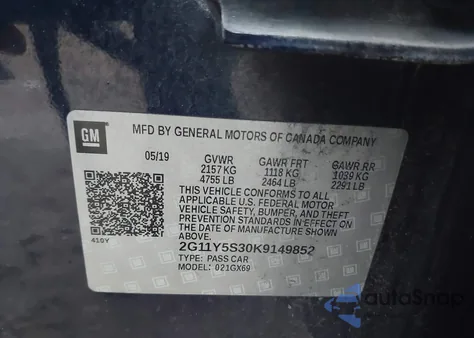 GM
MFD BY GENERAL MOTORS OF CANADA COMPANY
05/19 GVWR GAWR FRT GAWR RR
2157 KG 1118 KG 1039 KG
4755 LB 2464 LB 2291 LB
THIS VEHICLE CONFORMS TO ALL
APPLICABLE U.S. FEDERAL MOTOR
VEHICLE SAFETY, BUMPER, AND THEFT
PREVENTION STANDARDS IN EFFECT
ON THE DATE OF MANUFACTURE
SHOWN ABOVE.
410Y
2G11Y5S30K9149852
TYPE: PASS CAR
MODEL: 021GX69
autoSnap